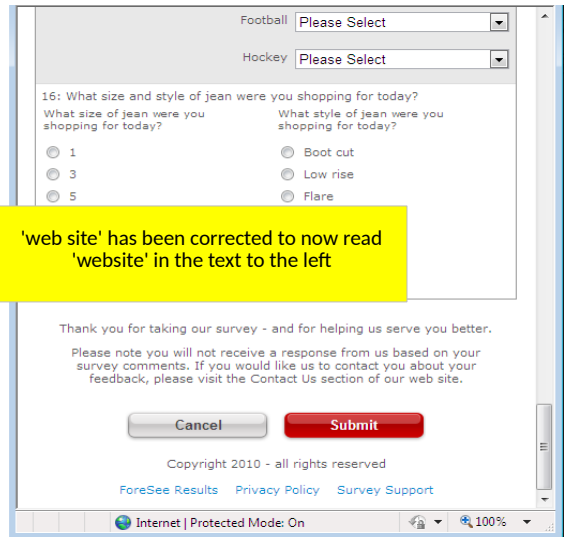 Football Please Select
Hockey Please Select
16: What size and style of jean were you shopping for today?
What size of jean were you
shopping for today?
What style of jean were you
shopping for today?
1
Boot cut
3
Low rise
5
Flare
'web site' has been corrected to now read
'website' in the text to the left
Thank you for taking our survey - and for helping us serve you better.
Please note you will not receive a response from us based on your
survey comments. If you would like us to contact you about your
feedback, please visit the Contact Us section of our web site.
Cancel Submit
Copyright 2010 - all rights reserved
ForeSee Results Privacy Policy Survey Support
Internet | Protected Mode: On 100%